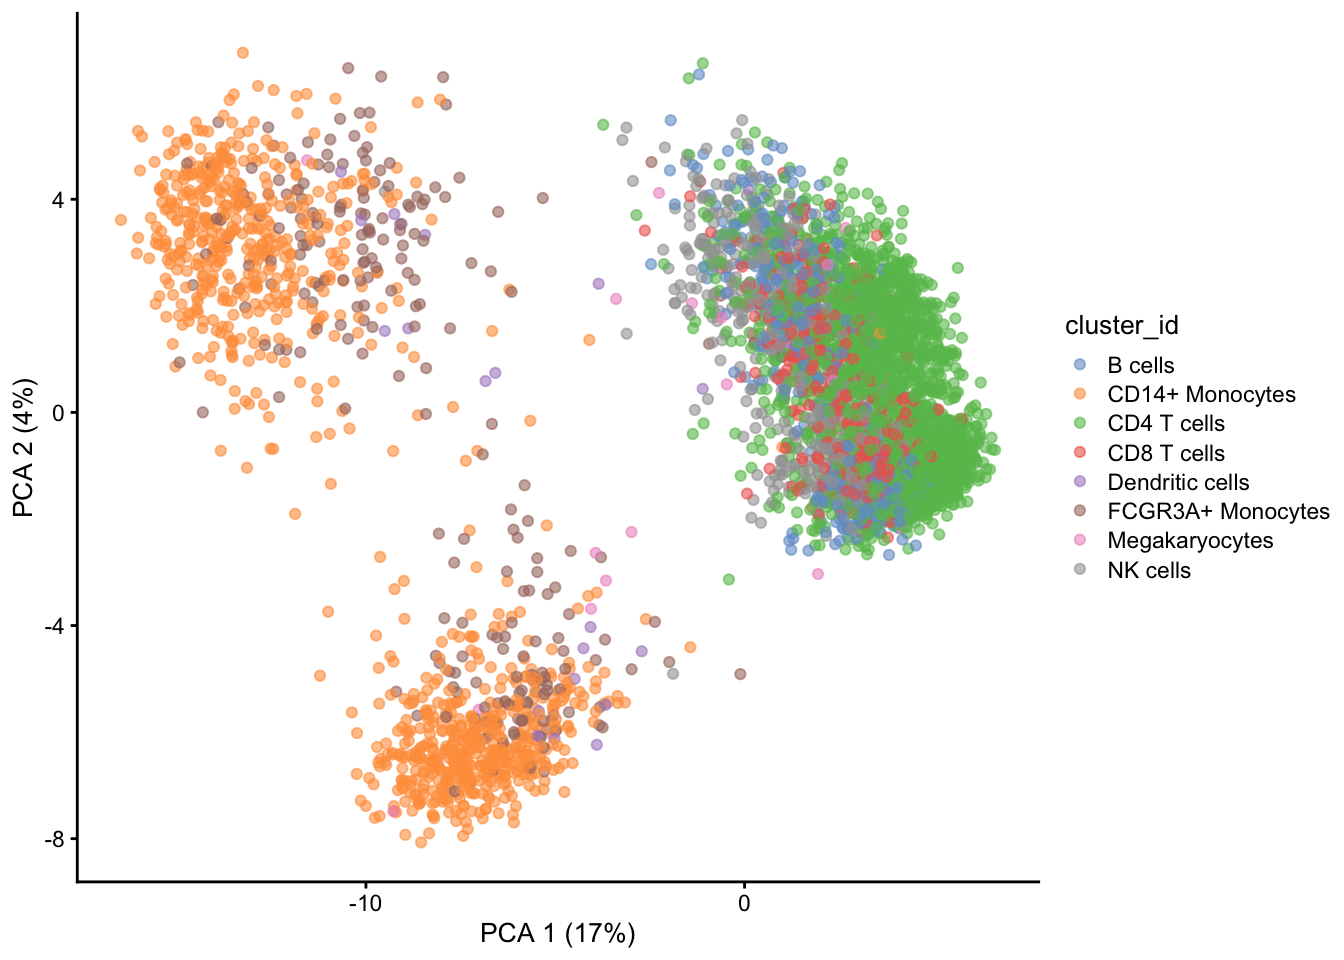 4
0
-4
-8
PCA 2 (4%)
-10
0
PCA 1 (17%)
cluster_id
B cells
CD14+ Monocytes
CD4 T cells
CD8 T cells
Dendritic cells
FCGR3A+ Monocytes
Megakaryocytes
NK cells